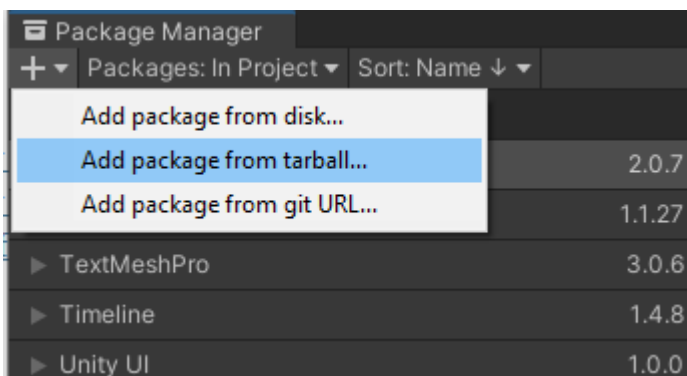 Package Manager
+ Packages: In Project Sort: Name ↓
Add package from disk...
Add package from tarball...
2.0.7
Add package from git URL...
1.1.27
TextMeshPro 3.0.6
Timeline 1.4.8
Unity UI 1.0.0